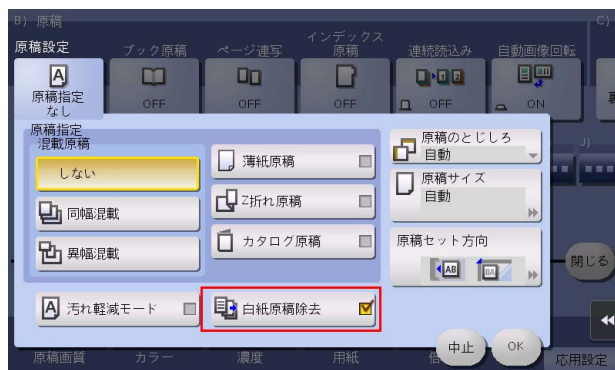 B) 原稿
C)
原稿設定
ブック原稿
ページ連写
インデックス
原稿
連続読込み
自動画像回転
原稿指定
なし
OFF
OFF
OFF
OFF
ON
原稿指定
混載原稿
しない
同幅混載
異幅混載
薄紙原稿
Z折れ原稿
カタログ原稿
原稿のとじしろ
自動
原稿サイズ
自動
原稿セット方向
J)
閉じる
汚れ軽減モード
白紙原稿除去
中止
OK
原稿画質
カラー
濃度
用紙
応用設定